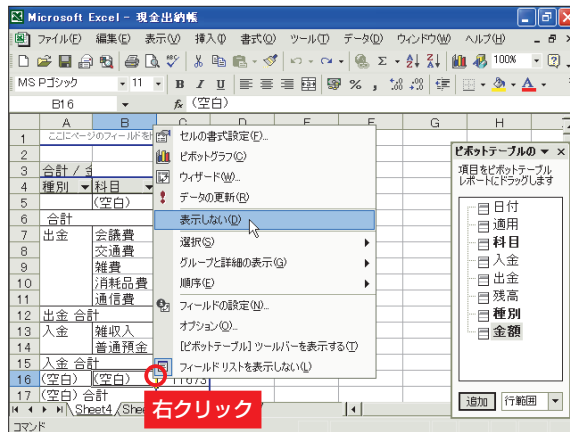 Microsoft Excel - 現金出納帳
ファイル(F) 編集(E) 表示(V) 挿入(I) 書式(O) ツール(T) データ(D) ウィンドウ(W) ヘルプ(H)
100%
MS Pゴシック 11 B I U
B16 fx (空白)
A B C D E F G H
1 ここにページのフィールドを
2
3 合計 / 金
4 種別 科目
5 (空白)
6 合計
7 出金 会議費
8 交通費
9 雑費
10 消耗品費
11 通信費
12 出金 合計
13 入金 雑収入
14 普通預金
15 入金 合計
16 (空白) (空白) 11673
17 (空白) 合計
セルの書式設定(F)...
ピボットグラフ(C)
ウィザード(W)...
データの更新(R)
表示しない(D)
選択(S)
グループと詳細の表示(G)
順序(E)
フィールドの設定(N)...
オプション(O)...
[ピボットテーブル] ツールバーを表示する(T)
フィールド リストを表示しない(L)
右クリック
ピボットテーブルの
項目をピボットテーブル
レポートにドラッグします
日付
適用
科目
入金
出金
残高
種別
金額
追加 行範囲
Sheet4 / She
コマンド